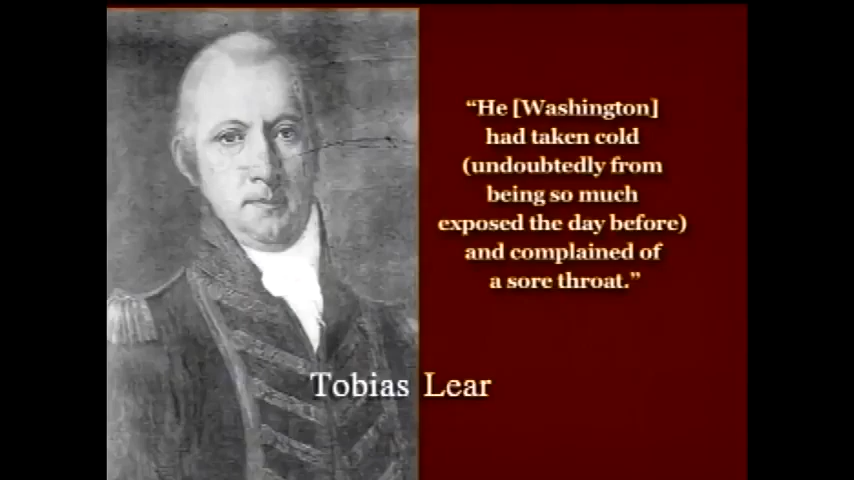 “He [Washington]
had taken cold
(undoubtedly from
being so much
exposed the day before)
and complained of
a sore throat.”
Tobias Lear